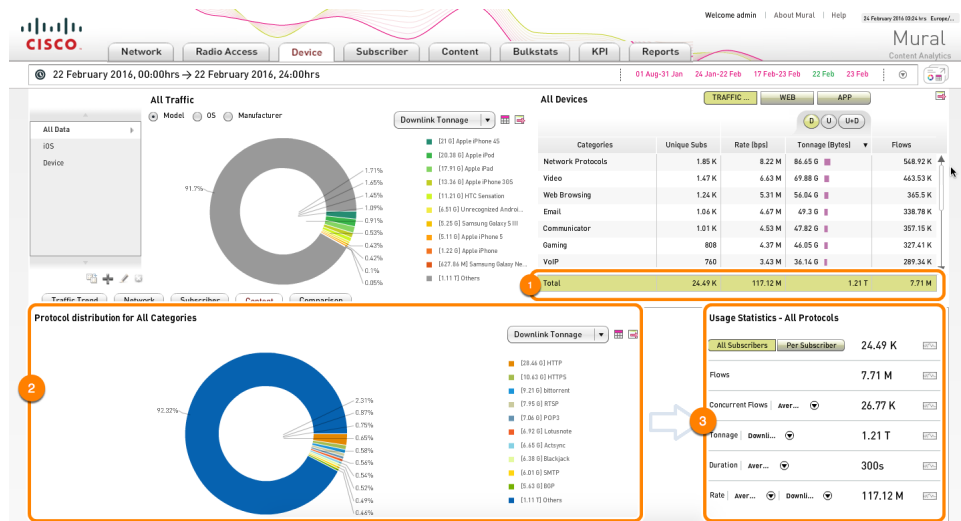 Welcome admin | About Mural | Help
24 February 2016 03:24 hrs Europe/...
CISCO
Mural
Content Analytics
Network Radio Access Device Subscriber Content Bulkstats KPI Reports
22 February 2016, 00:00hrs → 22 February 2016, 24:00hrs
01 Aug-31 Jan 24 Jan-22 Feb 17 Feb-23 Feb 22 Feb 23 Feb
All Data
iOS
Device
All Traffic
Model OS Manufacturer
Downlink Tonnage
91.7%
1.71%
1.65%
1.45%
1.09%
0.91%
0.53%
0.43%
0.42%
0.1%
0.05%
[21 G] Apple iPhone 4S
[20.38 G] Apple iPod
[17.91 G] Apple iPad
[13.36 G] Apple iPhone 3GS
[11.21 G] HTC Sensation
[6.51 G] Unrecognized Androi...
[5.25 G] Samsung Galaxy S III
[5.11 G] Apple iPhone 5
[1.22 G] Apple iPhone
[627.86 M] Samsung Galaxy Ne...
[1.11 T] Others
All Devices
TRAFFIC ... WEB APP
D U U+D
Categories Unique Subs Rate (bps) Tonnage (Bytes) Flows
Network Protocols 1.85 K 8.22 M 86.65 G 548.92 K
Video 1.47 K 6.63 M 69.88 G 463.53 K
Web Browsing 1.24 K 5.31 M 56.04 G 365.5 K
Email 1.06 K 4.67 M 49.3 G 338.78 K
Communicator 1.01 K 4.53 M 47.82 G 357.15 K
Gaming 808 4.37 M 46.05 G 327.41 K
VoIP 760 3.43 M 36.14 G 289.34 K
1
Total 24.49 K 117.12 M 1.21 T 7.71 M
Traffic Trend Network Subscriber Content Comparison
Protocol distribution for All Categories
Downlink Tonnage
2
92.32%
2.31%
0.87%
0.75%
0.65%
0.58%
0.56%
0.54%
0.52%
0.49%
0.46%
[28.46 G] HTTP
[10.63 G] HTTPS
[9.21 G] bittorrent
[7.95 G] RTSP
[7.06 G] POP3
[6.92 G] Lotusnote
[6.65 G] Actsync
[6.38 G] Blackjack
[6.01 G] SMTP
[5.63 G] BGP
[1.11 T] Others
3
Usage Statistics - All Protocols
All Subscribers Per Subscriber 24.49 K
Flows 7.71 M
Concurrent Flows | Aver... 26.77 K
Tonnage | Downli... 1.21 T
Duration | Aver... 300s
Rate | Aver... | Downli... 117.12 M